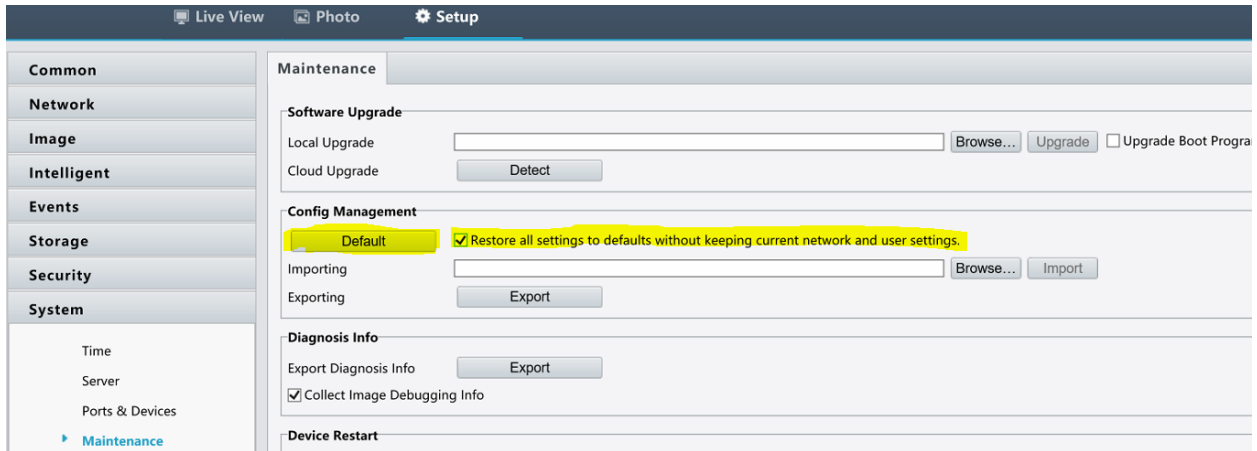 Live View Photo Setup
Common
Network
Image
Intelligent
Events
Storage
Security
System
Time
Server
Ports & Devices
Maintenance
Maintenance
Software Upgrade
Local Upgrade Browse... Upgrade Upgrade Boot Progra
Cloud Upgrade Detect
Config Management
Default Restore all settings to defaults without keeping current network and user settings.
Importing Browse... Import
Exporting Export
Diagnosis Info
Export Diagnosis Info Export
Collect Image Debugging Info
Device Restart